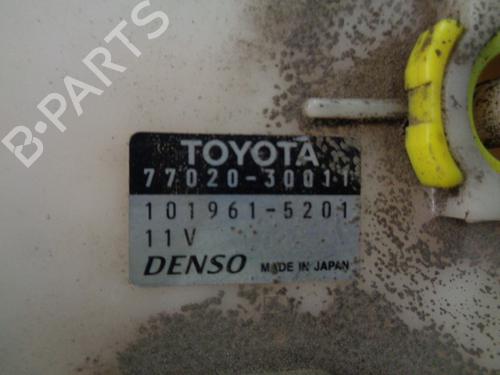 B-PARTS
TOYOTA
77020-30011
101961-5201
11V
DENSO MADE IN JAPAN